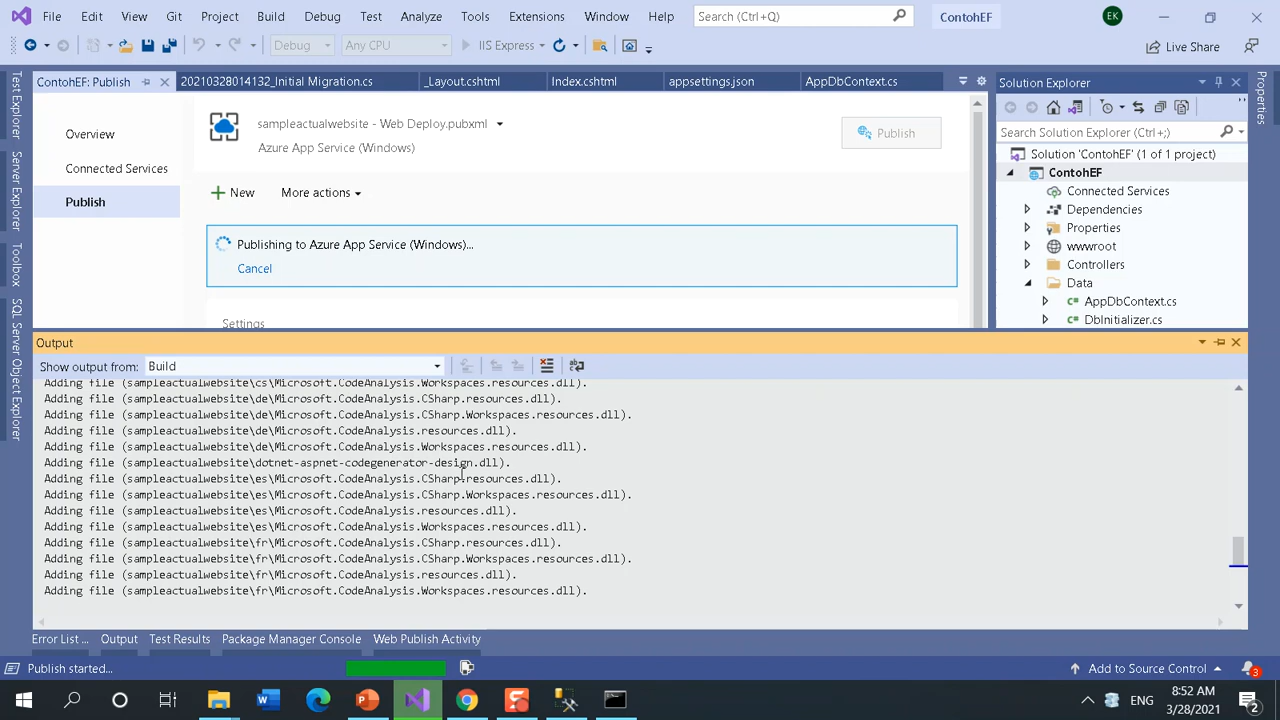 File Edit View Git Project Build Debug Test Analyze Tools Extensions Window Help Search (Ctrl+Q) ContohEF EK
Debug Any CPU IIS Express Live Share
ContohEF: Publish 20210328014132_Initial Migration.cs _Layout.cshtml Index.cshtml appsettings.json AppDbContext.cs
Solution Explorer
Test Explorer
Server Explorer
Toolbox
SQL Server Object Explorer
Properties
Overview
Connected Services
Publish
sampleactualwebsite - Web Deploy.pubxml
Azure App Service (Windows)
Publish
New More actions
Publishing to Azure App Service (Windows)...
Cancel
Settings
Search Solution Explorer (Ctrl+;)
Solution 'ContohEF' (1 of 1 project)
ContohEF
Connected Services
Dependencies
Properties
wwwroot
Controllers
Data
AppDbContext.cs
DbInitializer.cs
Output
Show output from: Build
Adding file (sampleactualwebsite\cs\Microsoft.CodeAnalysis.Workspaces.resources.dll).
Adding file (sampleactualwebsite\de\Microsoft.CodeAnalysis.CSharp.resources.dll).
Adding file (sampleactualwebsite\de\Microsoft.CodeAnalysis.CSharp.Workspaces.resources.dll).
Adding file (sampleactualwebsite\de\Microsoft.CodeAnalysis.resources.dll).
Adding file (sampleactualwebsite\de\Microsoft.CodeAnalysis.Workspaces.resources.dll).
Adding file (sampleactualwebsite\dotnet-aspnet-codegenerator-design.dll).
Adding file (sampleactualwebsite\es\Microsoft.CodeAnalysis.CSharp.resources.dll).
Adding file (sampleactualwebsite\es\Microsoft.CodeAnalysis.CSharp.Workspaces.resources.dll).
Adding file (sampleactualwebsite\es\Microsoft.CodeAnalysis.resources.dll).
Adding file (sampleactualwebsite\es\Microsoft.CodeAnalysis.Workspaces.resources.dll).
Adding file (sampleactualwebsite\fr\Microsoft.CodeAnalysis.CSharp.resources.dll).
Adding file (sampleactualwebsite\fr\Microsoft.CodeAnalysis.CSharp.Workspaces.resources.dll).
Adding file (sampleactualwebsite\fr\Microsoft.CodeAnalysis.resources.dll).
Adding file (sampleactualwebsite\fr\Microsoft.CodeAnalysis.Workspaces.resources.dll).
Error List ... Output Test Results Package Manager Console Web Publish Activity
Publish started... Add to Source Control 3
ENG 8:52 AM
3/28/2021 2